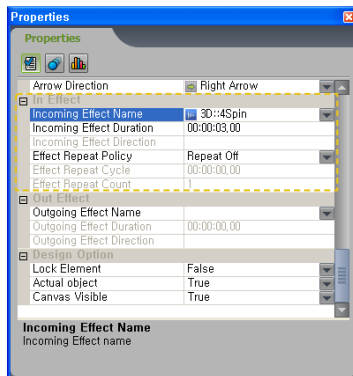 Properties
Properties
Arrow Direction Right Arrow
In Effect
Incoming Effect Name 3D::4Spin
Incoming Effect Duration 00:00:03,00
Incoming Effect Direction
Effect Repeat Policy Repeat Off
Effect Repeat Cycle 00:00:00,00
Effect Repeat Count 1
Out Effect
Outgoing Effect Name
Outgoing Effect Duration 00:00:00,00
Outgoing Effect Direction
Design Option
Lock Element False
Actual object True
Canvas Visible True
Incoming Effect Name
Incoming Effect name